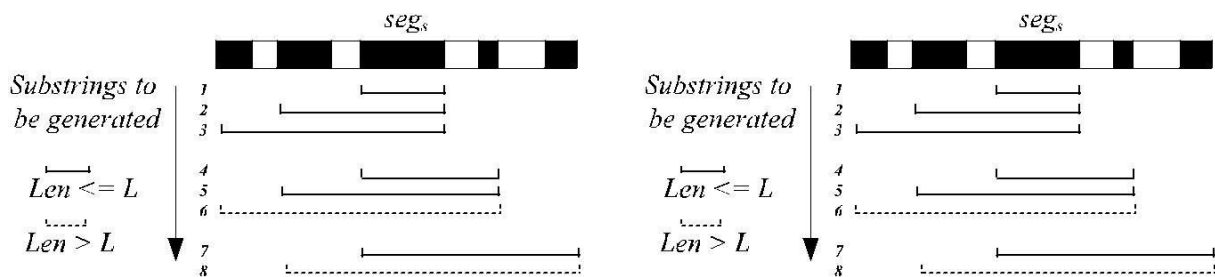 seg_s
Substrings to
be generated
1
2
3
4
5
6
7
8
Len <= L
Len > L
seg_s
Substrings to
be generated
1
2
3
4
5
6
7
8
Len <= L
Len > L